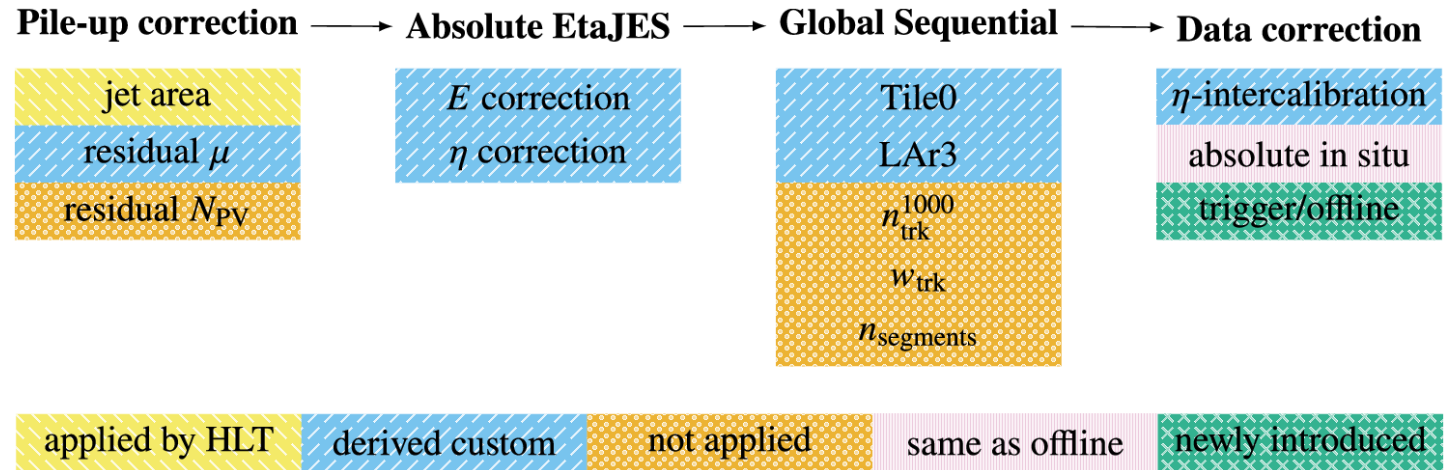 Pile-up correction → Absolute EtaJES → Global Sequential → Data correction
jet area
residual μ
residual N_PV
E correction
η correction
Tile0
LAr3
n_trk^1000
w_trk
n_segments
η-intercalibration
absolute in situ
trigger/offline
applied by HLT
derived custom
not applied
same as offline
newly introduced